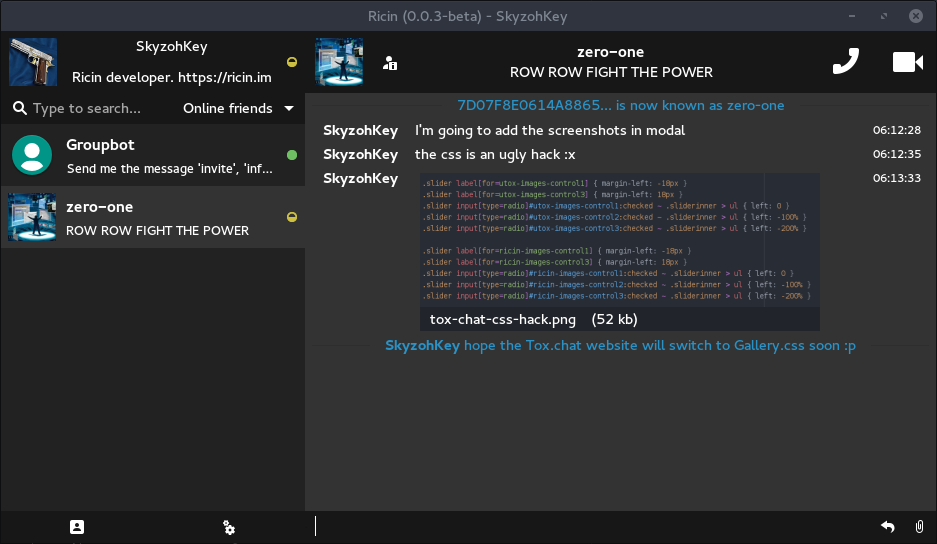 Ricin (0.0.3-beta) - SkyzohKey
SkyzohKey
Ricin developer. https://ricin.im
Type to search...
Online friends
Groupbot
Send me the message 'invite', 'inf...
zero-one
ROW ROW FIGHT THE POWER
zero-one
ROW ROW FIGHT THE POWER
7D07F8E0614A8865... is now known as zero-one
SkyzohKey I'm going to add the screenshots in modal 06:12:28
SkyzohKey the css is an ugly hack :x 06:12:35
SkyzohKey 06:13:33
.slider label[for=utox-images-control1] { margin-left: -18px }
.slider label[for=utox-images-control3] { margin-left: 18px }
.slider input[type=radio]#utox-images-control1:checked ~ .sliderinner > ul { left: 0 }
.slider input[type=radio]#utox-images-control2:checked ~ .sliderinner > ul { left: -100% }
.slider input[type=radio]#utox-images-control3:checked ~ .sliderinner > ul { left: -200% }
.slider label[for=ricin-images-control1] { margin-left: -18px }
.slider label[for=ricin-images-control3] { margin-left: 18px }
.slider input[type=radio]#ricin-images-control1:checked ~ .sliderinner > ul { left: 0 }
.slider input[type=radio]#ricin-images-control2:checked ~ .sliderinner > ul { left: -100% }
.slider input[type=radio]#ricin-images-control3:checked ~ .sliderinner > ul { left: -200% }
tox-chat-css-hack.png (52 kb)
SkyzohKey hope the Tox.chat website will switch to Gallery.css soon :p